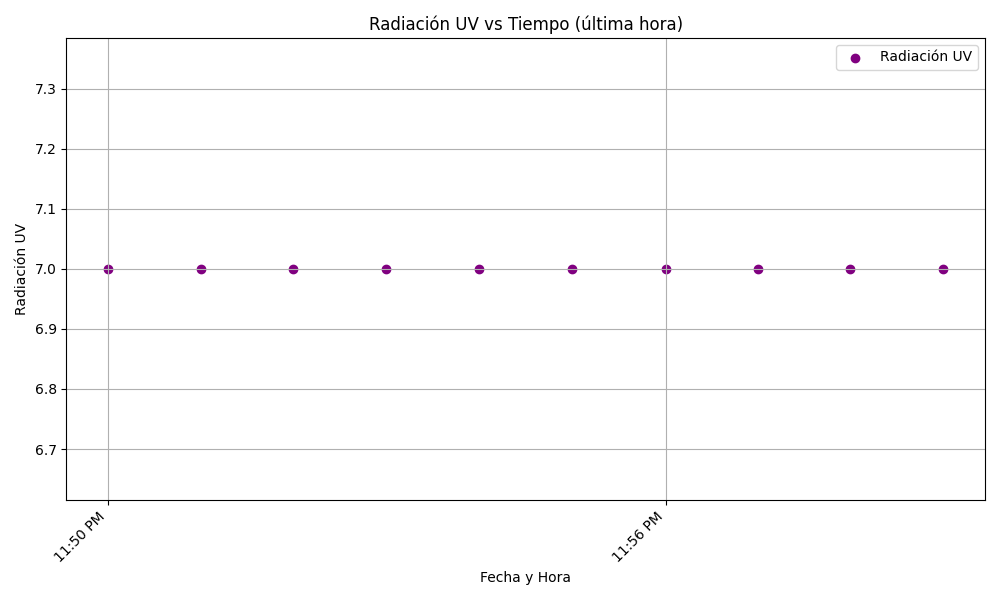 Radiación UV vs Tiempo (última hora)
Radiación UV
7.3
7.2
7.1
7.0
6.9
6.8
6.7
Radiación UV
11:50 PM
11:56 PM
Fecha y Hora